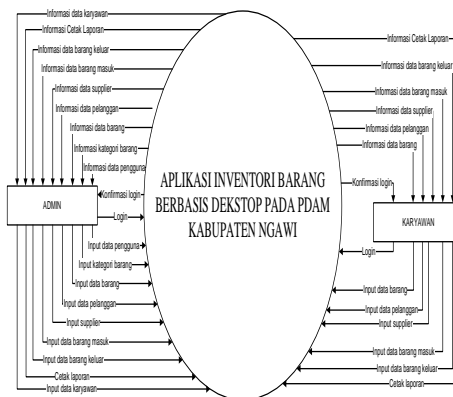 Informasi data karyawan
Informasi Cetak Laporan
Informasi data barang keluar
Informasi data barang masuk
Informasi data supplier
Informasi data pelanggan
Informasi data barang
Informasi kategori barang
Informasi data pengguna
Konfirmasi login
ADMIN
Login
Input data pengguna
Input kategori barang
Input data barang
Input data pelanggan
Input supplier
Input data barang masuk
Input data barang keluar
Cetak laporan
Input data karyawan
APLIKASI INVENTORI BARANG
BERBASIS DEKSTOP PADA PDAM
KABUPATEN NGAWI
Informasi Cetak Laporan
Informasi data barang keluar
Informasi data barang masuk
Informasi data supplier
Informasi data pelanggan
Informasi data barang
Konfirmasi login
KARYAWAN
Login
Input data barang
Input data pelanggan
Input supplier
Input data barang masuk
Input data barang keluar
Cetak laporan